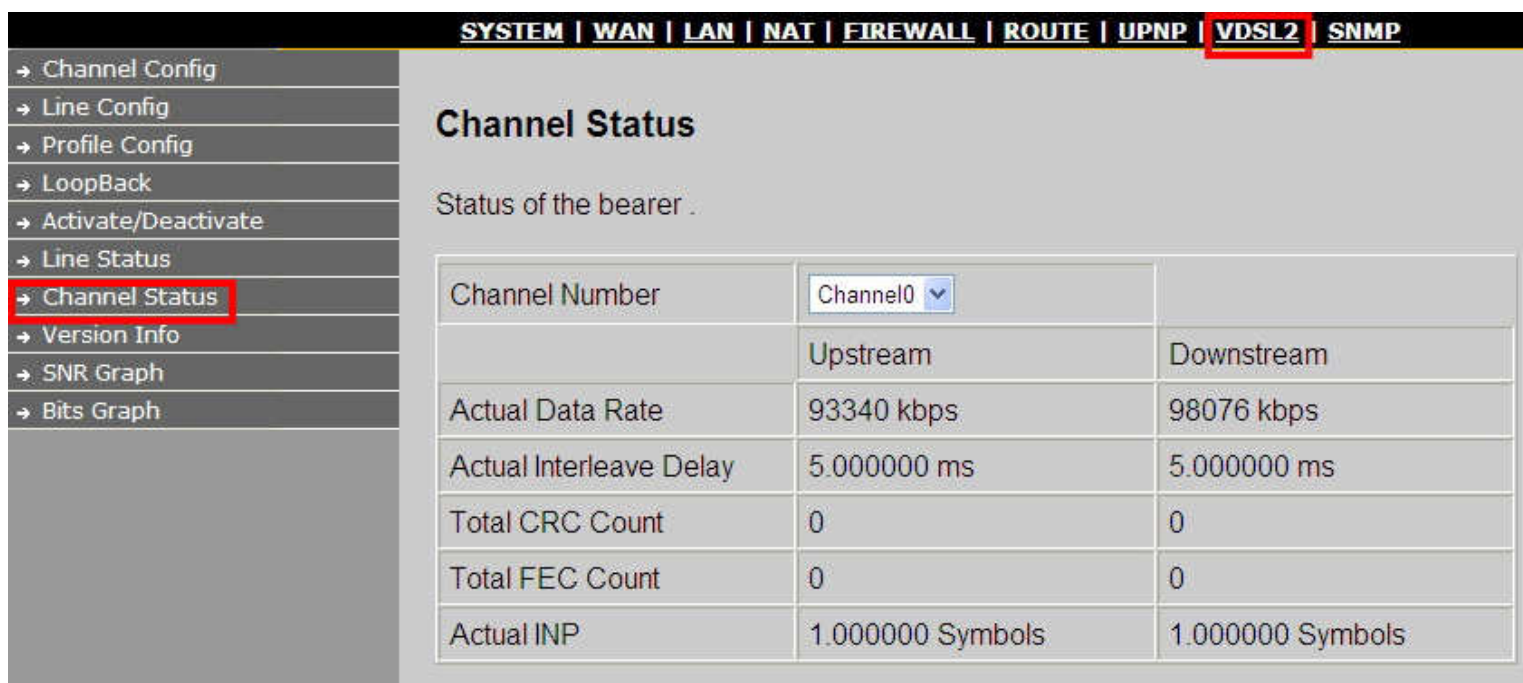 SYSTEM | WAN | LAN | NAT | FIREWALL | ROUTE | UPNP | VDSL2 | SNMP
Channel Config
Line Config
Profile Config
LoopBack
Activate/Deactivate
Line Status
Channel Status
Version Info
SNR Graph
Bits Graph
Channel Status
Status of the bearer .
Channel Number Channel0
Upstream Downstream
Actual Data Rate 93340 kbps 98076 kbps
Actual Interleave Delay 5.000000 ms 5.000000 ms
Total CRC Count 0 0
Total FEC Count 0 0
Actual INP 1.000000 Symbols 1.000000 Symbols